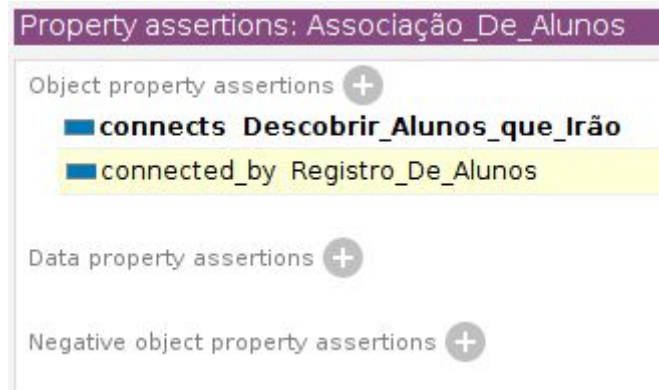 Property assertions: Associação_De_Alunos
Object property assertions
connects Descobrir_Alunos_que_Irão
connected_by Registro_De_Alunos
Data property assertions
Negative object property assertions